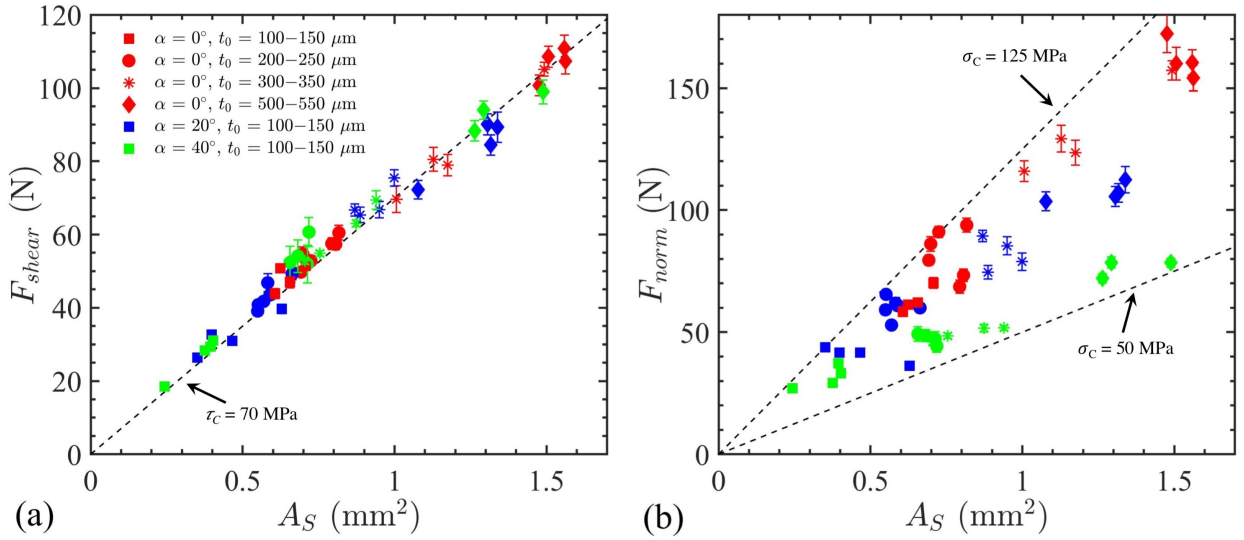 120
100
80
60
40
20
0
F_shear (N)
α = 0°, t₀ = 100−150 μm
α = 0°, t₀ = 200−250 μm
α = 0°, t₀ = 300−350 μm
α = 0°, t₀ = 500−550 μm
α = 20°, t₀ = 100−150 μm
α = 40°, t₀ = 100−150 μm
τ_C = 70 MPa
0 0.5 1 1.5
A_S (mm²)
(a)
150
100
50
0
F_norm (N)
σ_C = 125 MPa
σ_C = 50 MPa
0 0.5 1 1.5
A_S (mm²)
(b)